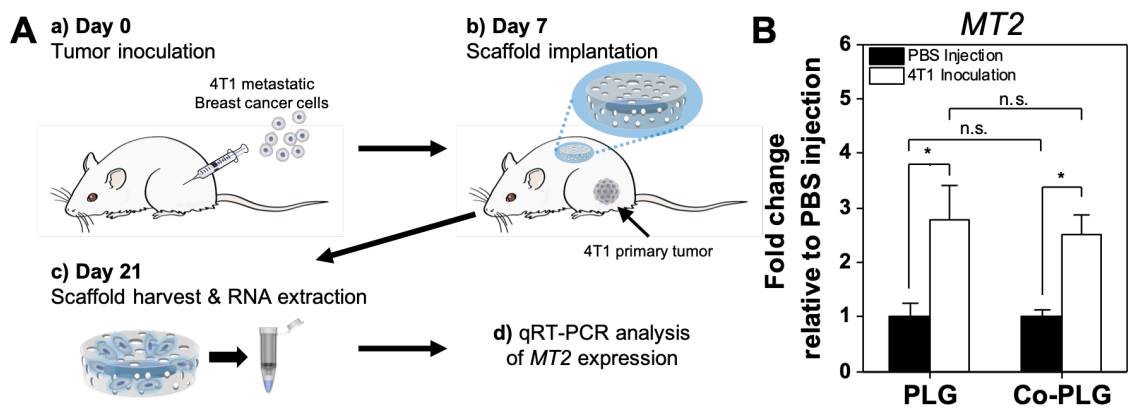 A
a) Day 0
Tumor inoculation
4T1 metastatic
Breast cancer cells
b) Day 7
Scaffold implantation
4T1 primary tumor
c) Day 21
Scaffold harvest & RNA extraction
d) qRT-PCR analysis
of MT2 expression
B
MT2
Fold change
relative to PBS injection
6
5
4
3
2
1
0
PBS Injection
4T1 Inoculation
n.s.
n.s.
*
*
PLG
Co-PLG